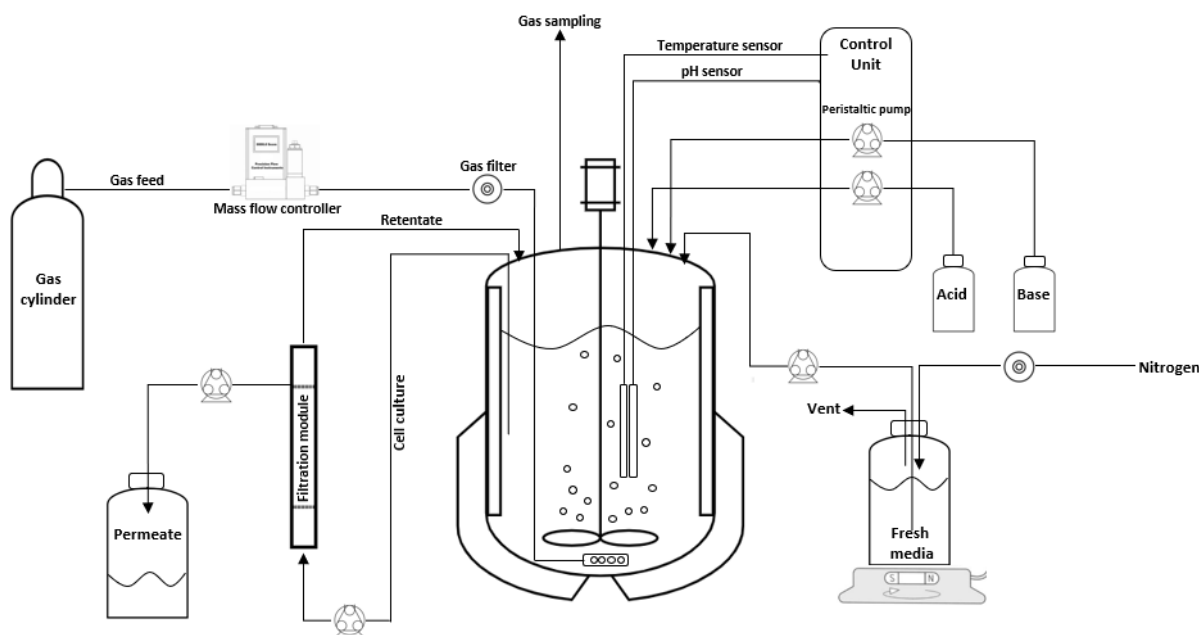 Gas sampling
Temperature sensor
pH sensor
Control
Unit
Peristaltic pump
Gas feed
Mass flow controller
Gas filter
Retentate
Gas
cylinder
Acid
Base
Filtration module
Cell culture
Nitrogen
Vent
Permeate
Fresh
media
S N